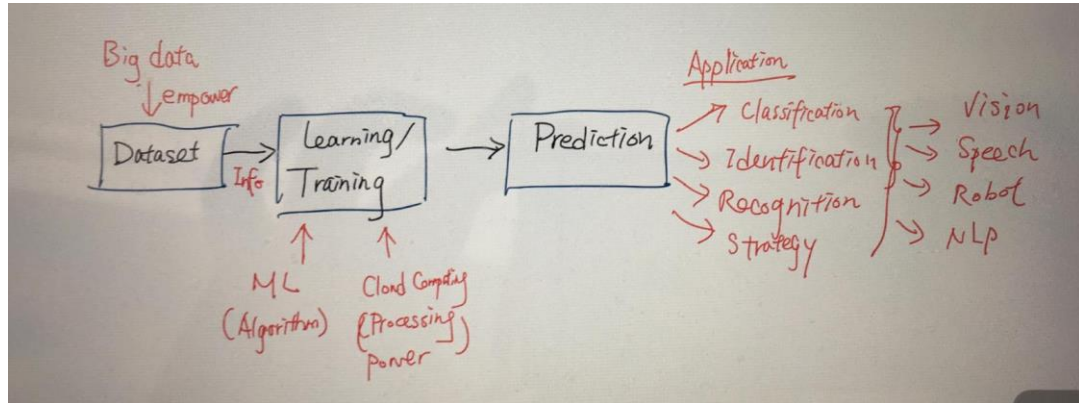 Big data
empower
Dataset
Info
Learning/
Training
ML
(Algorithm)
Cloud Computing
(Processing
Power)
Prediction
Application
Classification
Identification
Recognition
Strategy
Vision
Speech
Robot
NLP